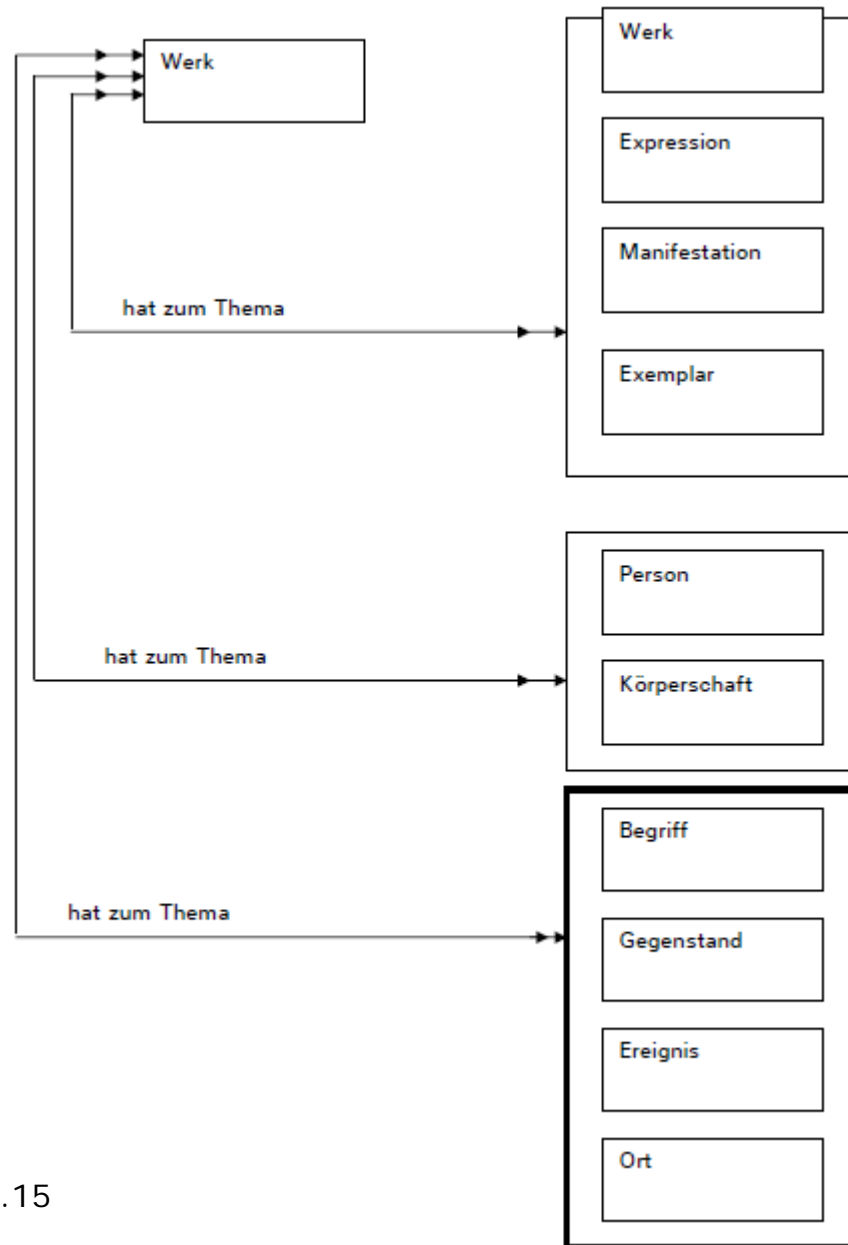 Werk
Werk
Expression
Manifestation
hat zum Thema
Exemplar
Person
hat zum Thema
Körperschaft
Begriff
hat zum Thema
Gegenstand
Ereignis
Ort
.15